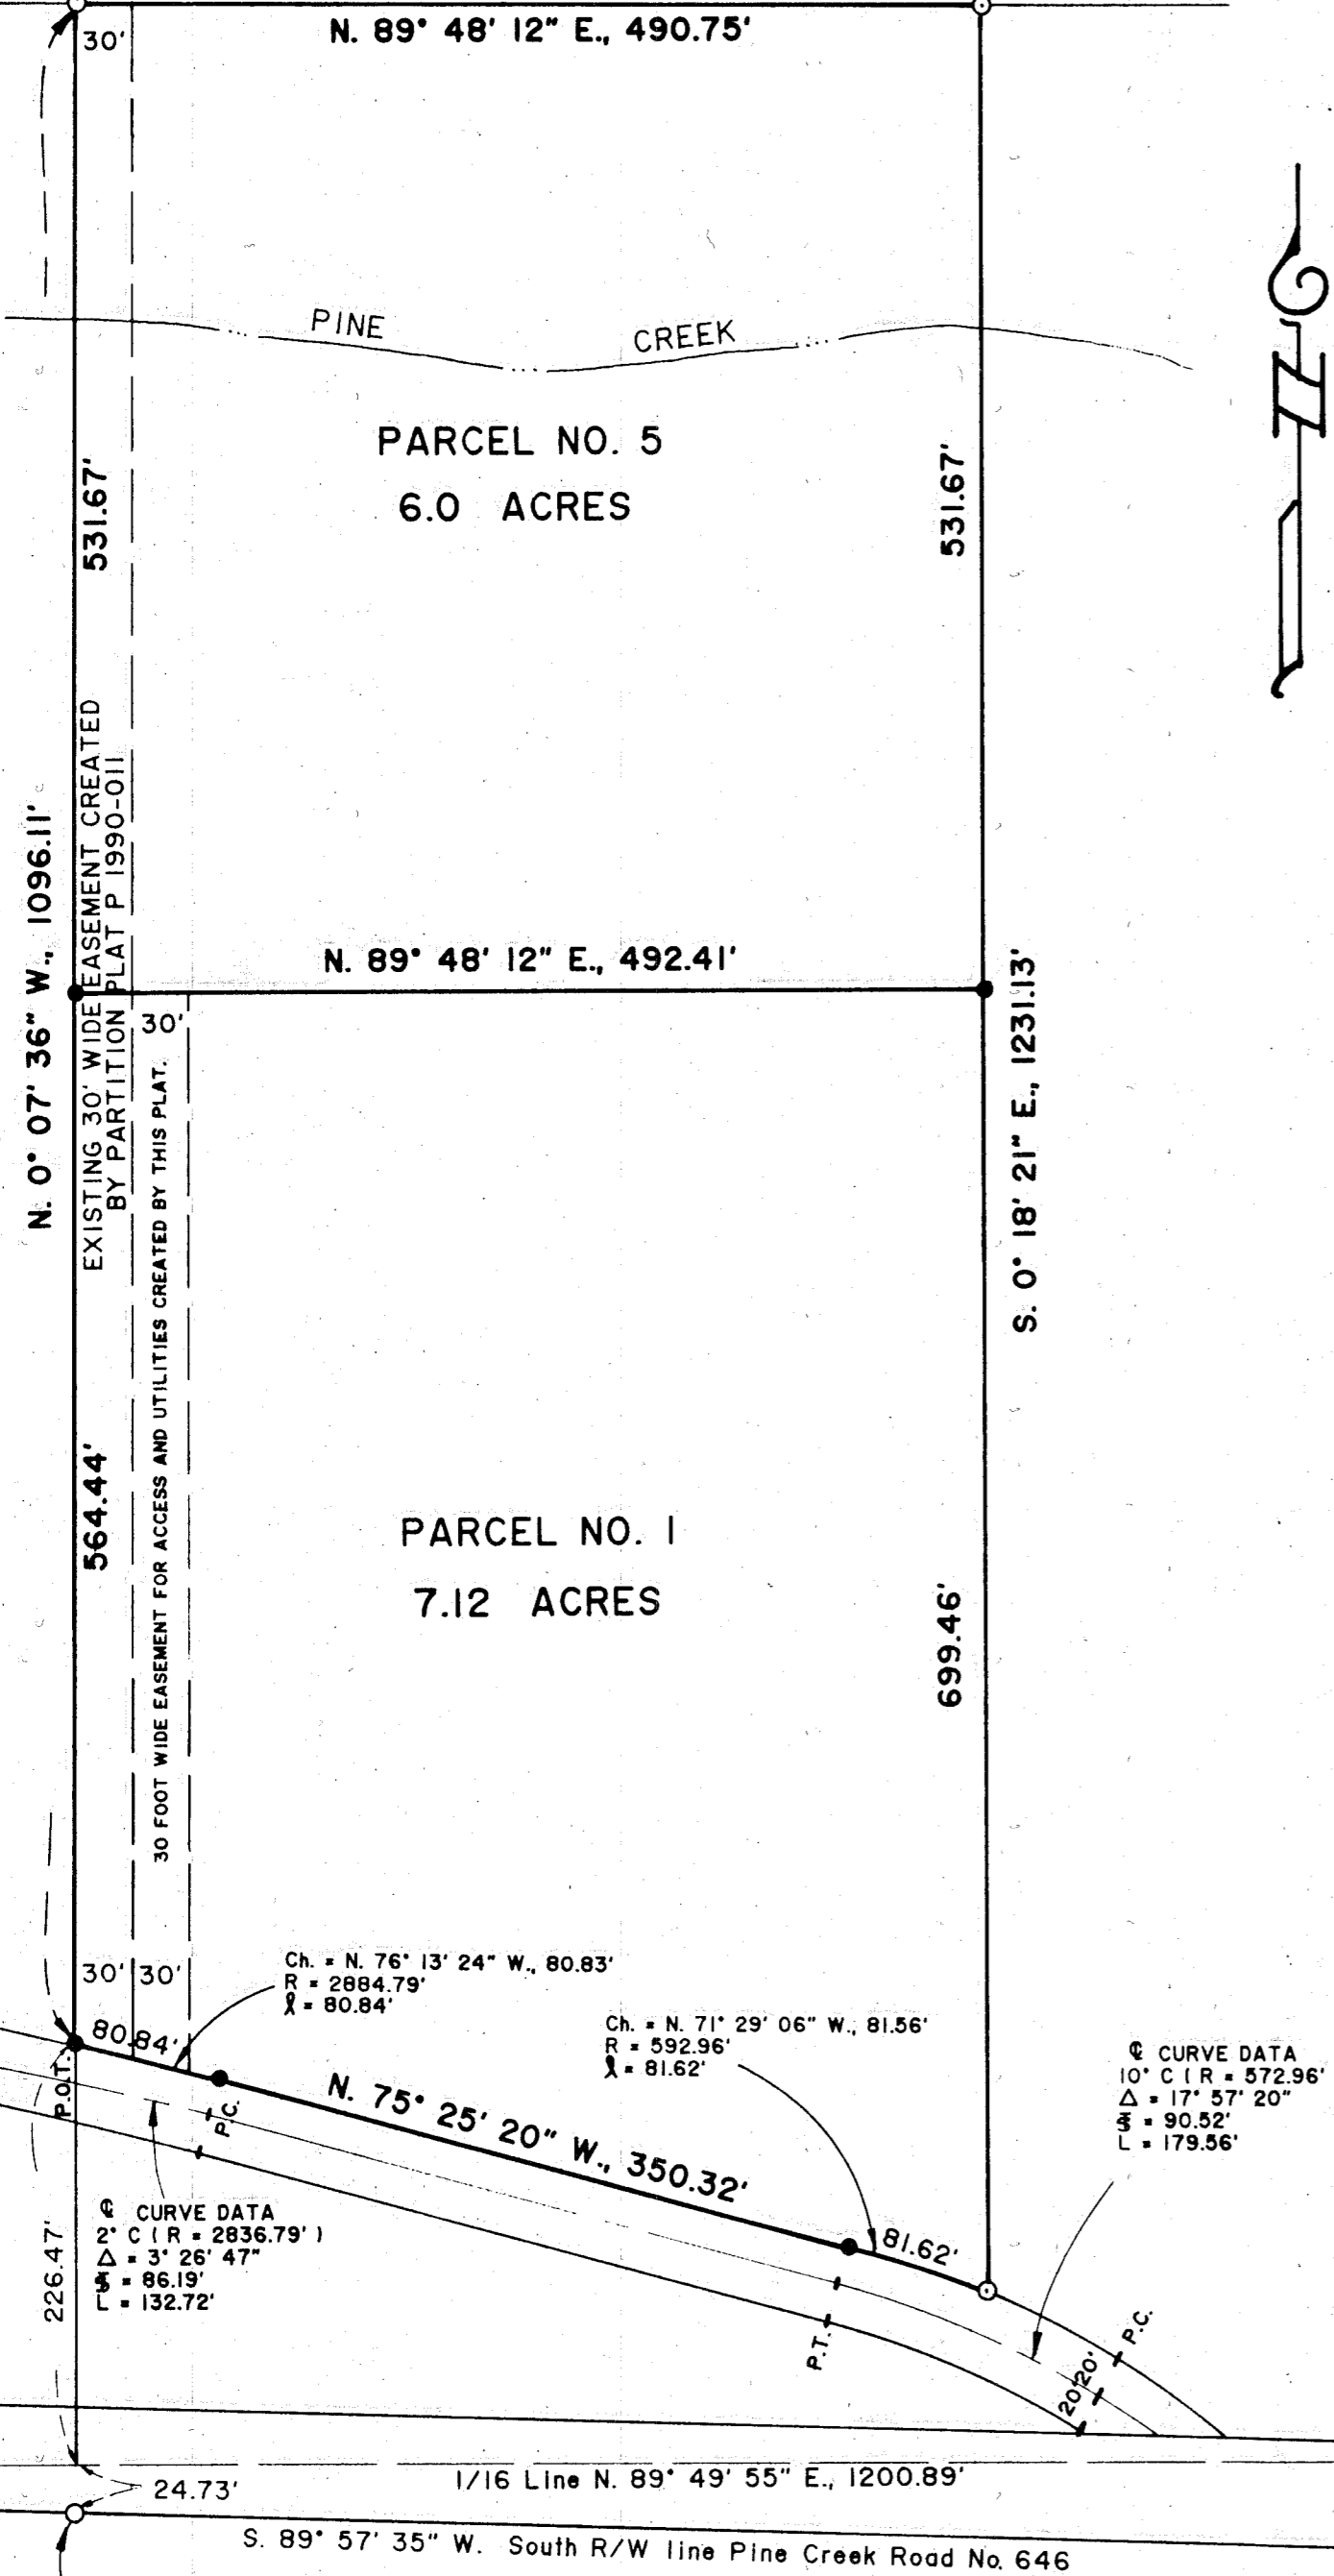 30'
N. 89° 48' 12" E., 490.75'
N
PINE CREEK
PARCEL NO. 5
6.0 ACRES
531.67'
531.67'
N. 0° 07' 36" W., 1096.11'
EXISTING 30' WIDE EASEMENT CREATED
BY PARTITION PLAT P 1990-011
N. 89° 48' 12" E., 492.41'
30'
S. 0° 18' 21" E., 1231.13'
30 FOOT WIDE EASEMENT FOR ACCESS AND UTILITIES CREATED BY THIS PLAT.
564.44'
PARCEL NO. 1
7.12 ACRES
699.46'
30' 30'
Ch. = N. 76° 13' 24" W., 80.83'
R = 2884.79'
ℓ = 80.84'
80.84'
P.O.T.
P.C.
N. 75° 25' 20" W., 350.32'
Ch. = N. 71° 29' 06" W., 81.56'
R = 592.96'
ℓ = 81.62'
81.62'
℄ CURVE DATA
10° C ( R = 572.96'
Δ = 17° 57' 20"
= 90.52'
L = 179.56'
℄ CURVE DATA
2° C ( R = 2836.79' )
Δ = 3° 26' 47"
= 86.19'
L = 132.72'
226.47'
P.T.
P.C.
20' 20'
24.73'
1/16 Line N. 89° 49' 55" E., 1200.89'
S. 89° 57' 35" W. South R/W line Pine Creek Road No. 646